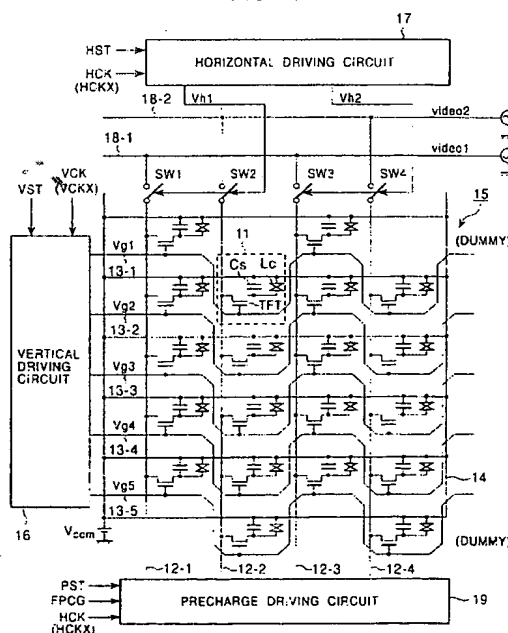 17
HST
HCK
(HCKX)
HORIZONTAL DRIVING CIRCUIT
Vh1
Vh2
18-2
video2
18-1
video1
SW1
SW2
SW3
SW4
VCK
(VCKX)
VST
15
(DUMMY)
11
Cs
Lc
TFT
Vg1
13-1
Vg2
13-2
Vg3
13-3
Vg4
13-4
Vg5
13-5
VERTICAL
DRIVING
CIRCUIT
14
16
Vccm
(DUMMY)
12-1
12-2
12-3
12-4
PST
FPCG
HCK
(HCKX)
PRECHARGE DRIVING CIRCUIT
19